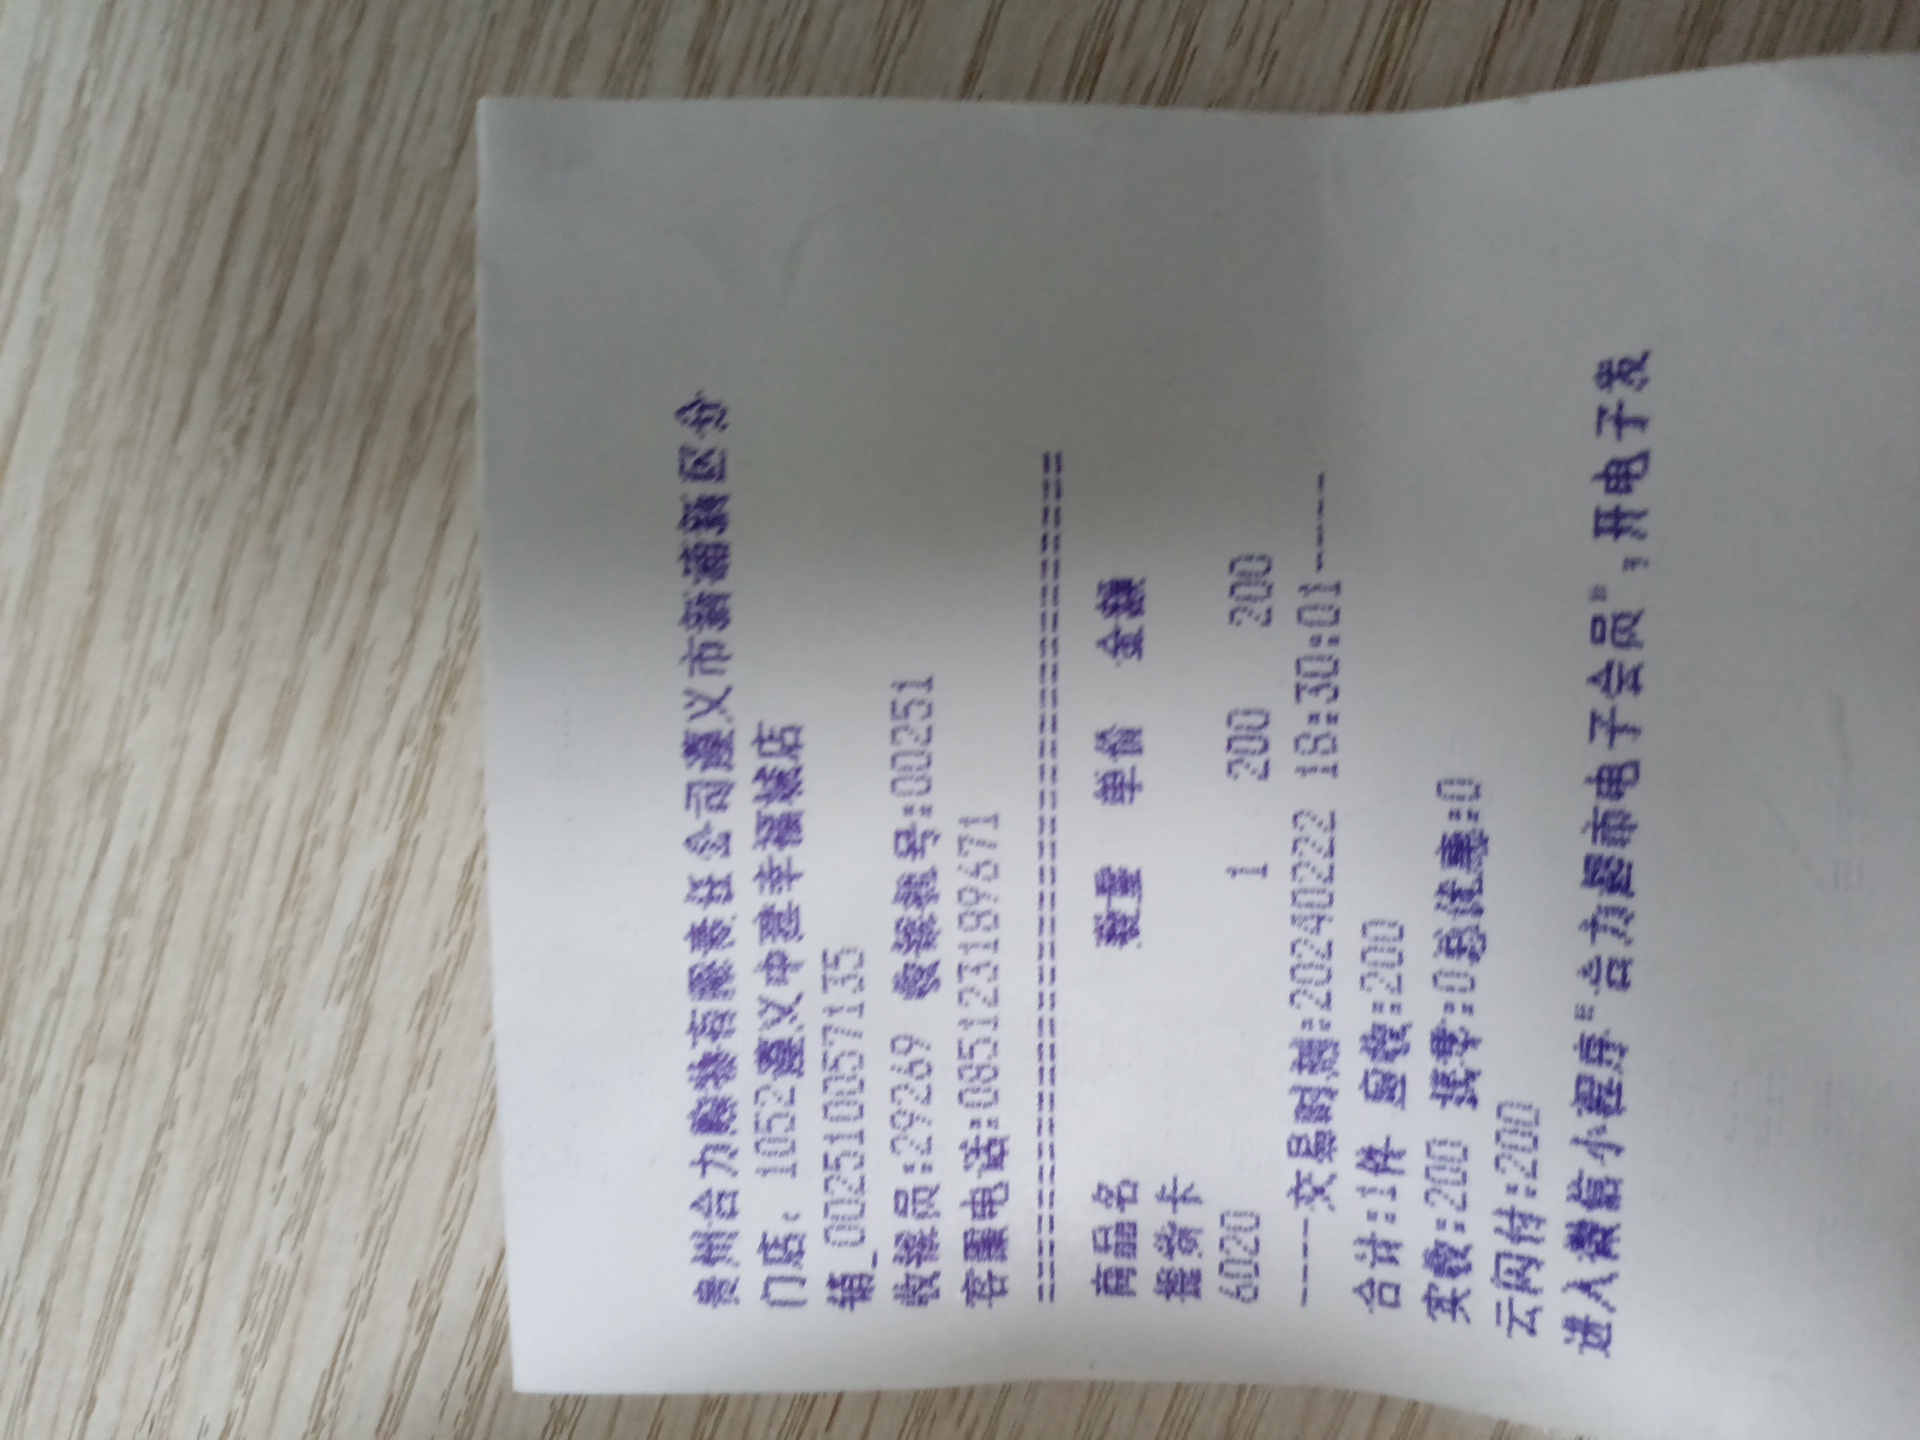 贵州合力购物有限责任公司遵义市新蒲新区分
门店: 1052遵义中建幸福城店
销_002510057135
收接员:29269 收接机号:00251
客服电话:085123189671
======================================
商品名 数量 单价 金额
提货卡
6020 1 200 200
----交易时间:20240222 18:30:01-----
合计:1件 应收:200
实收:200 找零:0总优惠:0
云闪付:200
进入微信小程序"合力超市电子会员",开电子发